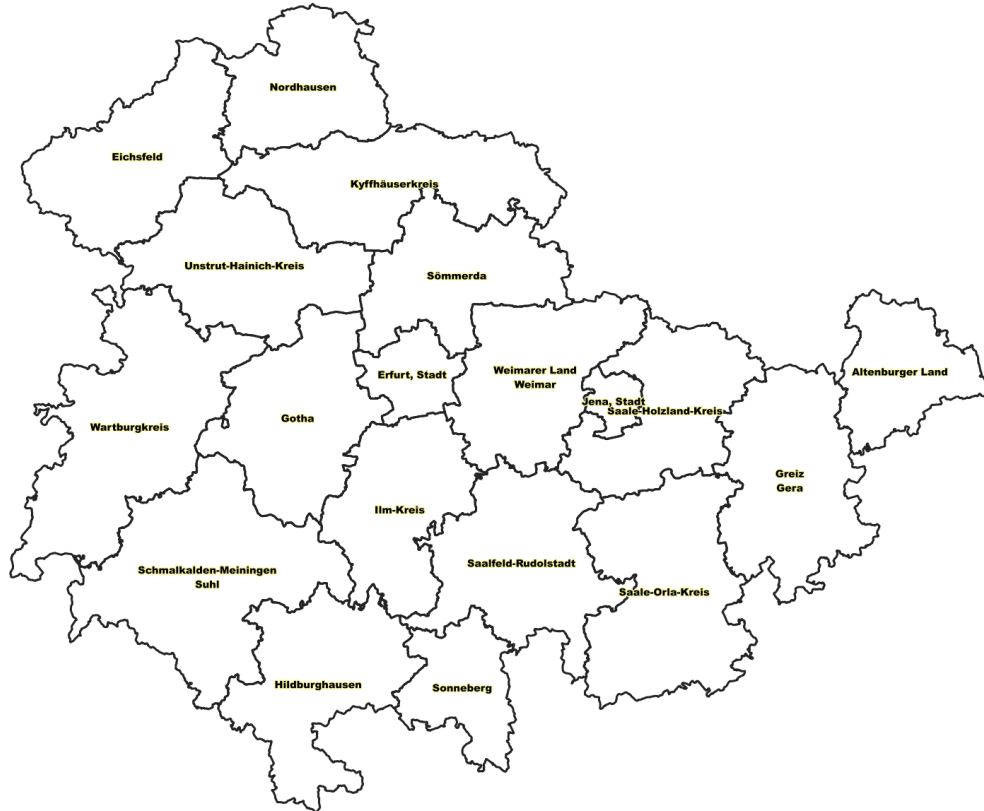 Nordhausen
Eichsfeld
Kyffhäuserkreis
Unstrut-Hainich-Kreis
Sömmerda
Weimarer Land
Weimar
Erfurt, Stadt
Altenburger Land
Jena, Stadt
Saale-Holzland-Kreis
Gotha
Wartburgkreis
Greiz
Gera
Ilm-Kreis
Saalfeld-Rudolstadt
Schmalkalden-Meiningen
Suhl
Saale-Orla-Kreis
Hildburghausen
Sonneberg